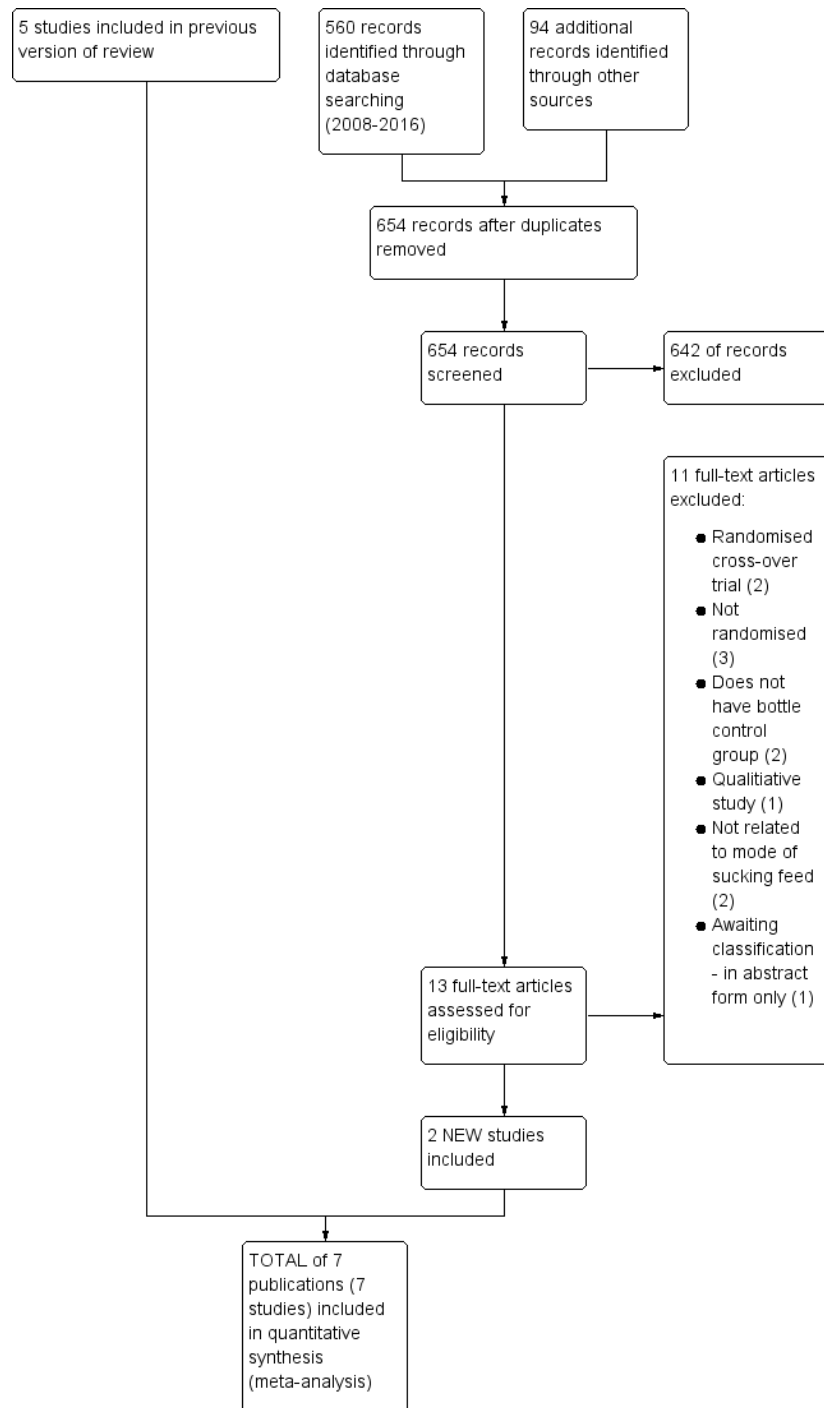 5 studies included in previous
version of review
560 records
identified through
database
searching
(2008-2016)
94 additional
records identified
through other
sources
654 records after duplicates
removed
654 records
screened
642 of records
excluded
11 full-text articles
excluded:
● Randomised
cross-over
trial (2)
● Not
randomised
(3)
● Does not
have bottle
control
group (2)
● Qualitiative
study (1)
● Not related
to mode of
sucking feed
(2)
● Awaiting
classification
- in abstract
form only (1)
13 full-text articles
assessed for
eligibility
2 NEW studies
included
TOTAL of 7
publications (7
studies) included
in quantitative
synthesis
(meta-analysis)